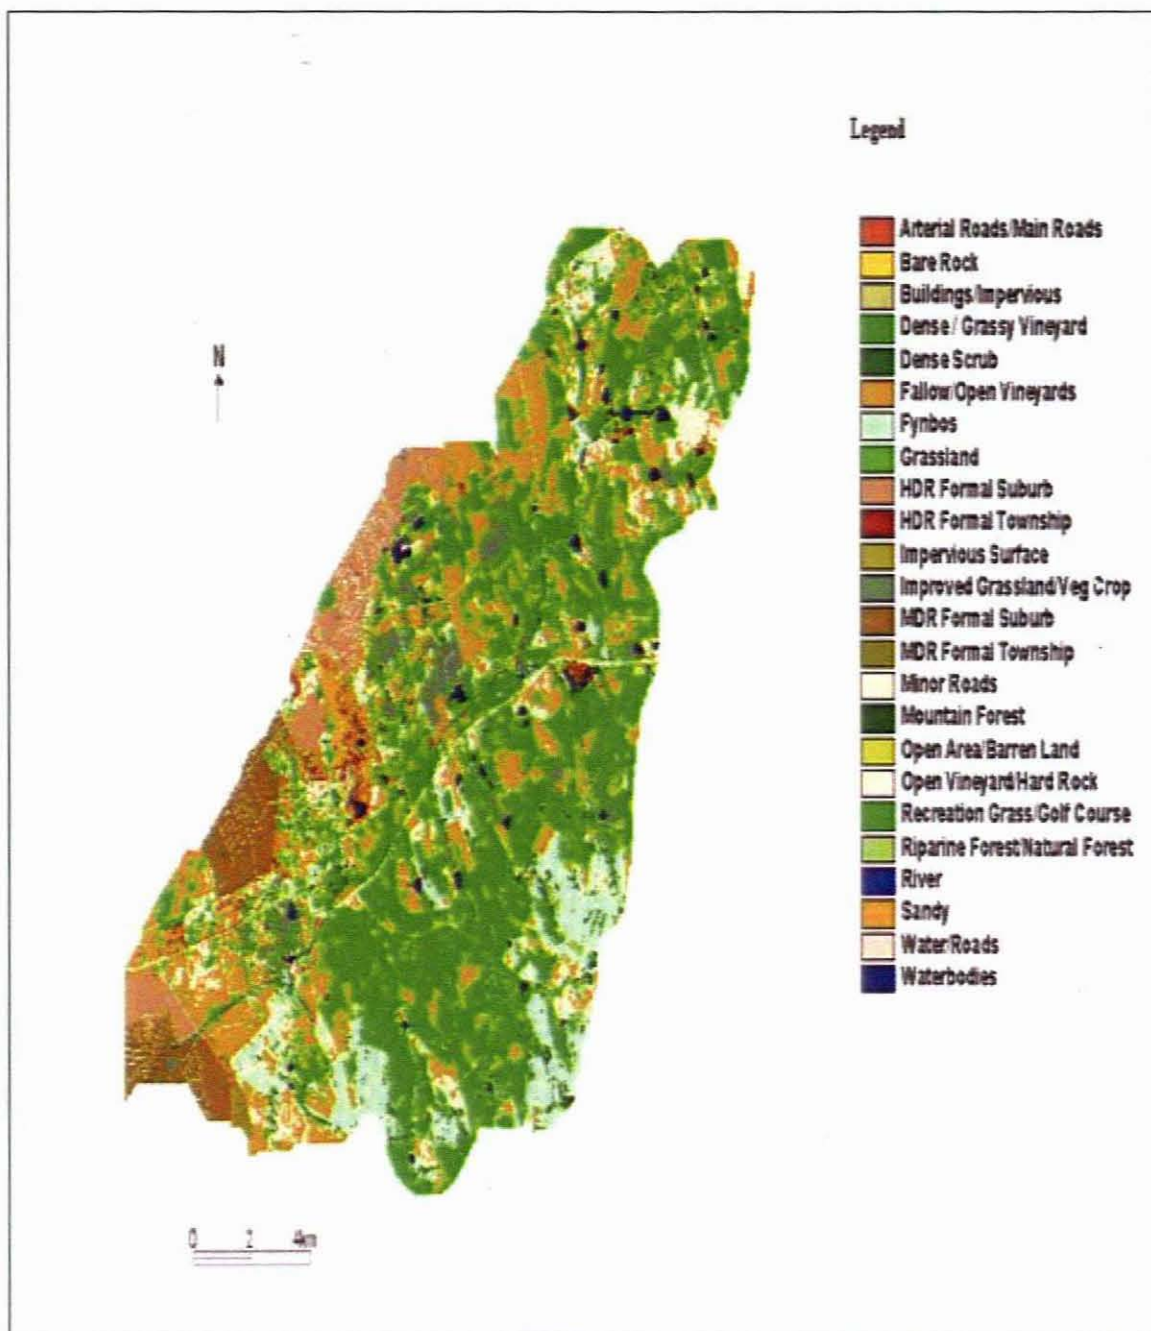 Legend
Arterial Roads/Main Roads
Bare Rock
Buildings/Impervious
Dense / Grassy Vineyard
Dense Scrub
Fallow/Open Vineyards
Fynbos
Grassland
HDR Formal Suburb
HDR Formal Township
Impervious Surface
Improved Grassland/Veg Crop
MDR Formal Suburb
MDR Formal Township
Minor Roads
Mountain Forest
Open Area/Barren Land
Open Vineyard/Hard Rock
Recreation Grass/Golf Course
Riparine Forest/Natural Forest
River
Sandy
Water/Roads
Waterbodies
N
0 2 4km